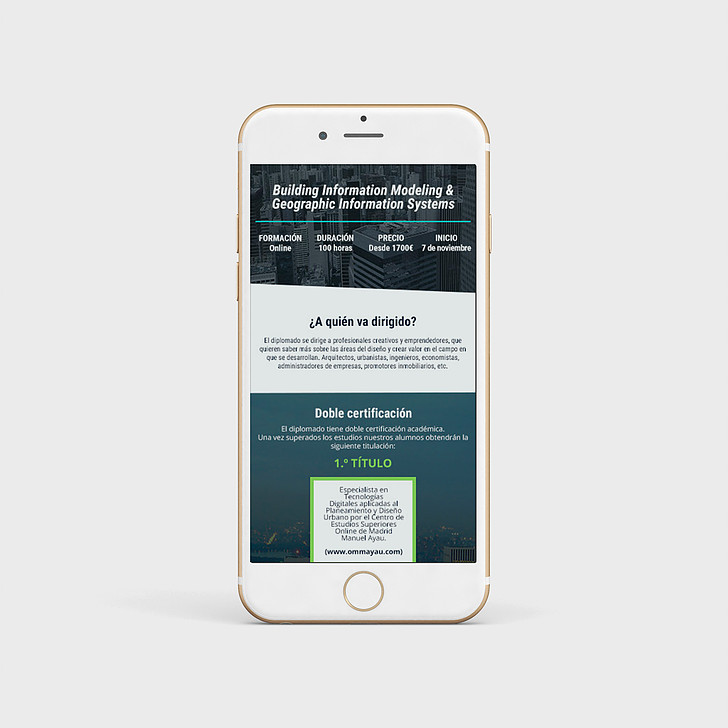 Building Information Modeling &
Geographic Information Systems
FORMACIÓN DURACIÓN PRECIO INICIO
Online 100 horas Desde 1700€ 7 de noviembre
¿A quién va dirigido?
El diplomado se dirige a profesionales creativos y emprendedores, que
quieren saber más sobre las áreas del diseño y crear valor en el campo en
que se desarrollan. Arquitectos, urbanistas, ingenieros, economistas,
administradores de empresas, promotores inmobiliarios, etc.
Doble certificación
El diplomado tiene doble certificación académica.
Una vez superados los estudios nuestros alumnos obtendrán la
siguiente titulación:
1.º TÍTULO
Especialista en
Tecnologías
Digitales aplicadas al
Planeamiento y Diseño
Urbano por el Centro de
Estudios Superiores
Online de Madrid
Manuel Ayau.
(www.ommayau.com)